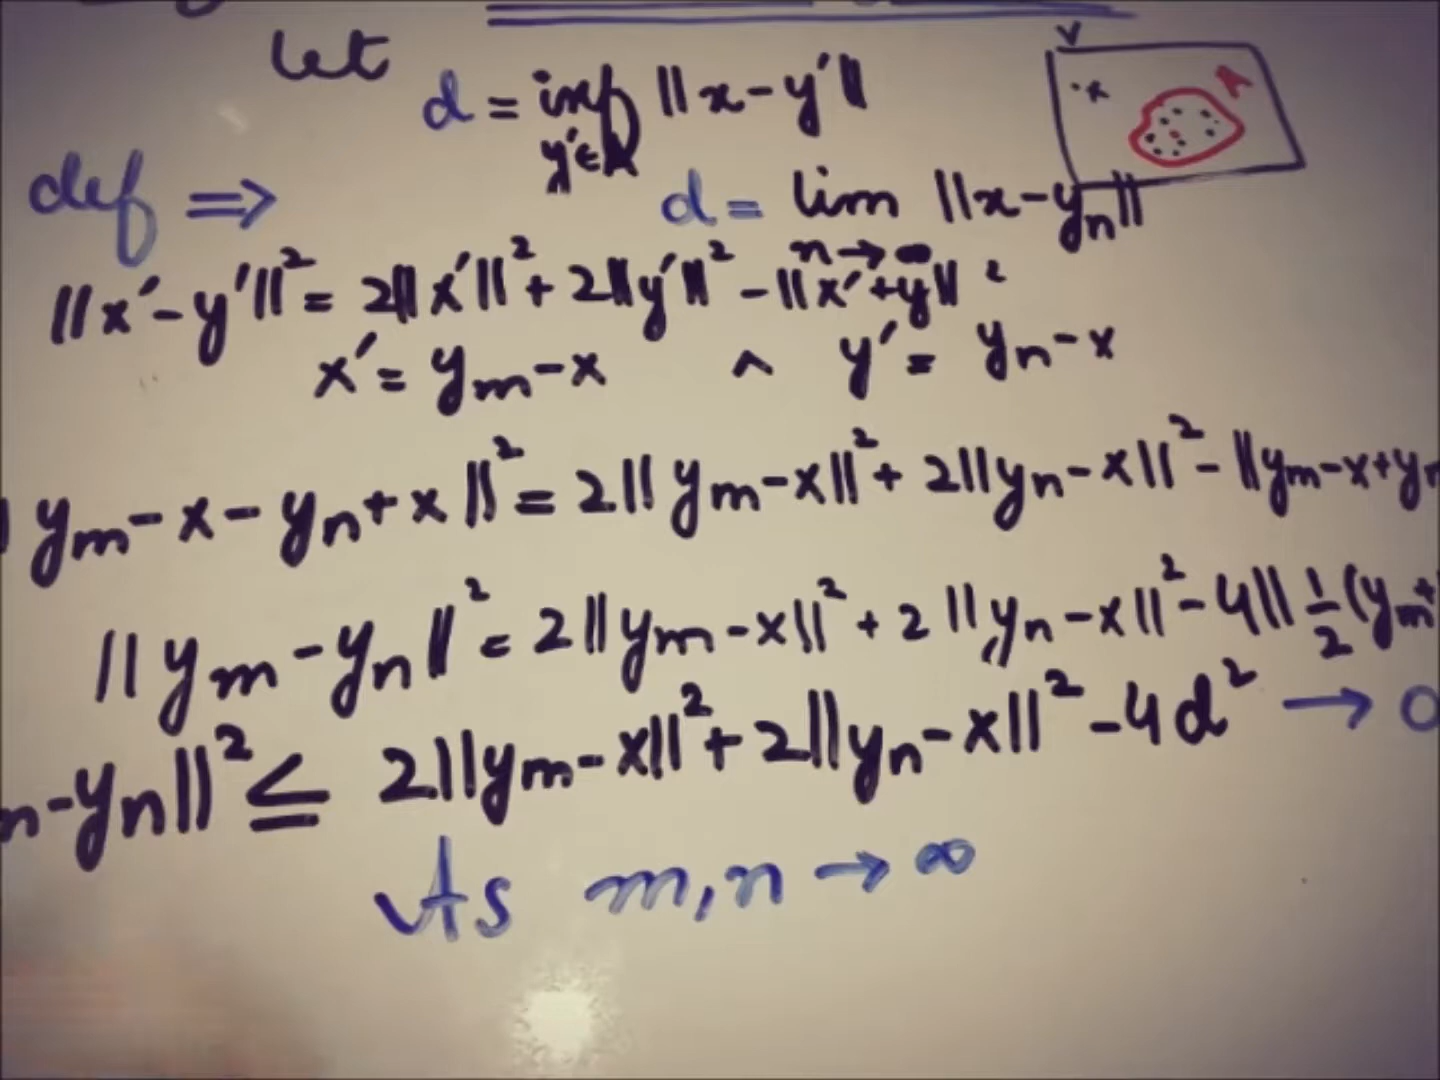 let
d = inf ||x-y'||
y'∈A
V
·x
A
def ⇒ d = lim ||x-yₙ||
n→∞
||x'-y'||² = 2||x'||² + 2||y'||² - ||x'+y'||²
x' = yₘ-x ^ y' = yₙ-x
|yₘ-x-yₙ+x||² = 2||yₘ-x||² + 2||yₙ-x||² - ||yₘ-x+yₙ
||yₘ-yₙ||² = 2||yₘ-x||² + 2||yₙ-x||² - 4||½(yₘ+
-yₙ||² ≤ 2||yₘ-x||² + 2||yₙ-x||² - 4d² → 0
As m,n → ∞